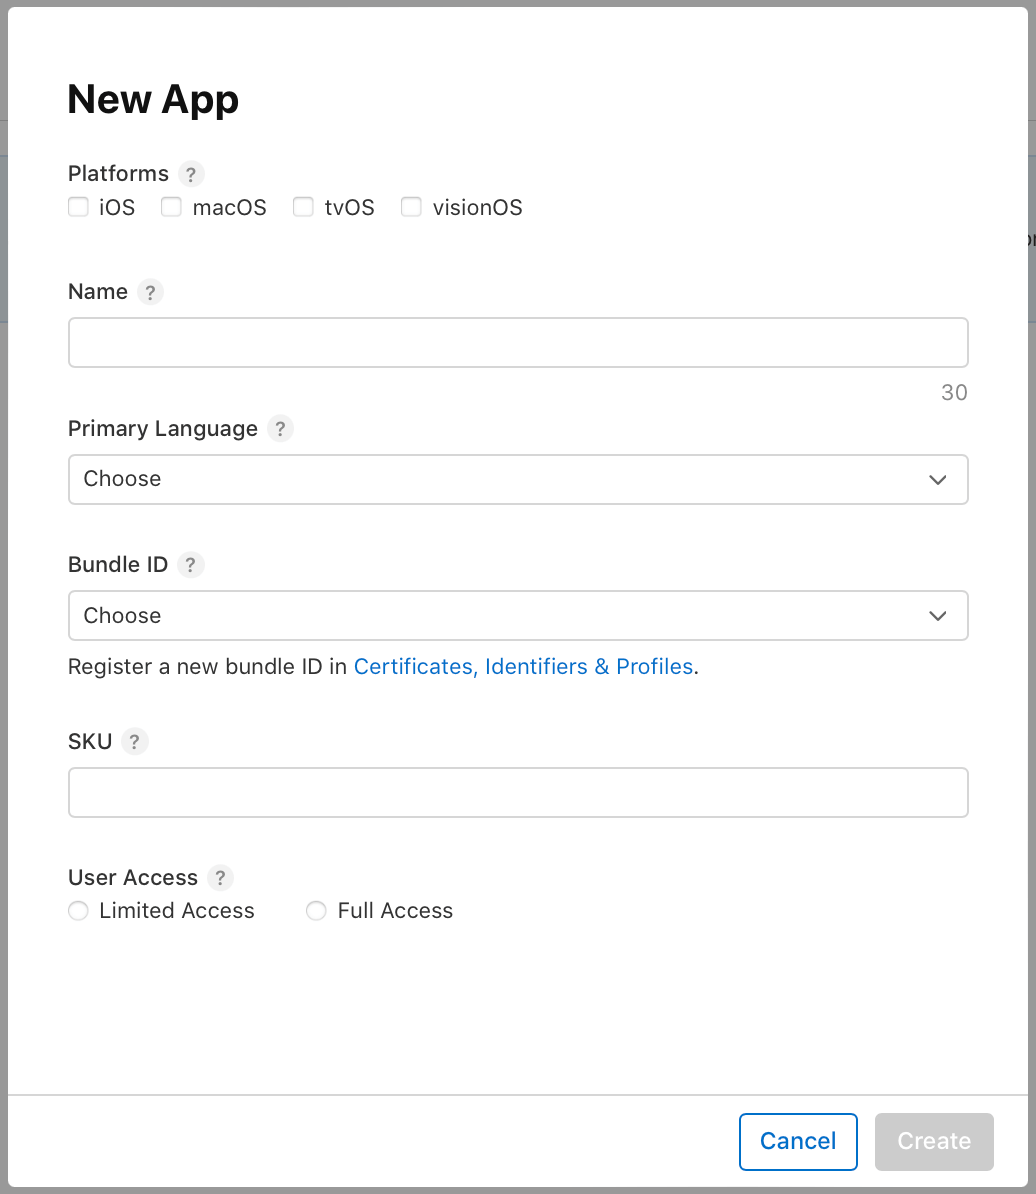 New App
Platforms ?
iOS macOS tvOS visionOS
Name ?
30
Primary Language ?
Choose
Bundle ID ?
Choose
Register a new bundle ID in Certificates, Identifiers & Profiles.
SKU ?
User Access ?
Limited Access Full Access
Cancel Create